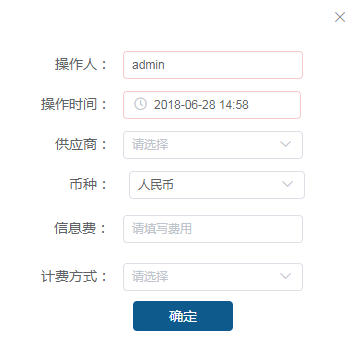 操作人： admin
操作时间： 2018-06-28 14:58
供应商： 请选择
币种： 人民币
信息费： 请填写费用
计费方式： 请选择
确定